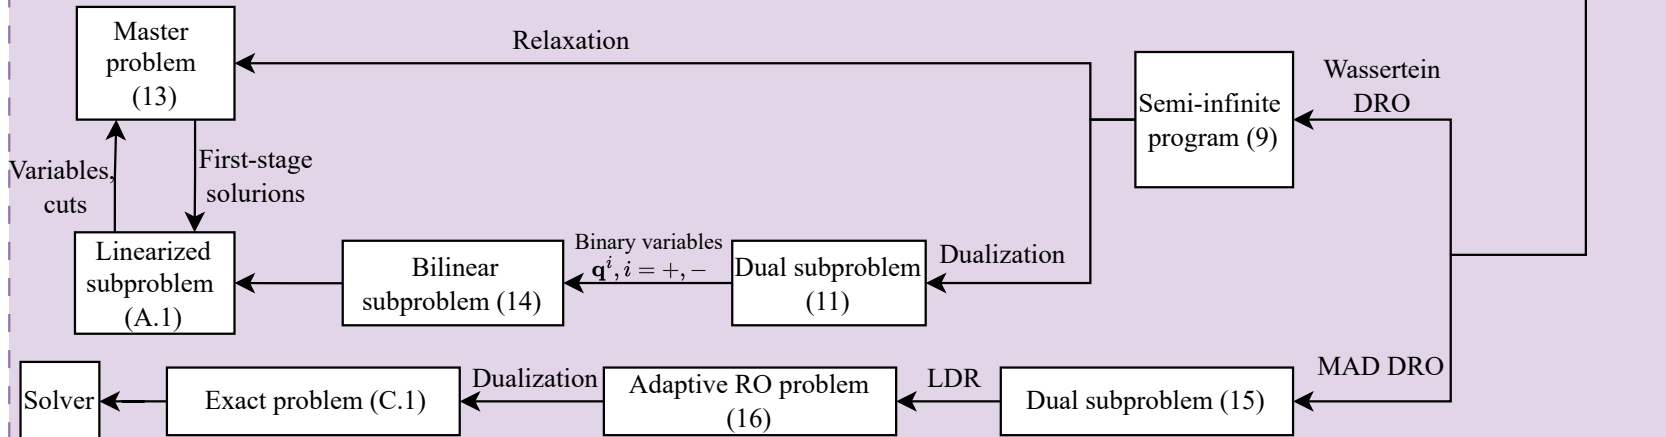 Master
problem
(13)
Relaxation
Semi-infinite
program (9)
Wassertein
DRO
Variables,
cuts
First-stage
solurions
Linearized
subproblem
(A.1)
Bilinear
subproblem (14)
Binary variables
𝐪ⁱ, i = +, −
Dual subproblem
(11)
Dualization
Solver
Exact problem (C.1)
Dualization
Adaptive RO problem
(16)
LDR
Dual subproblem (15)
MAD DRO